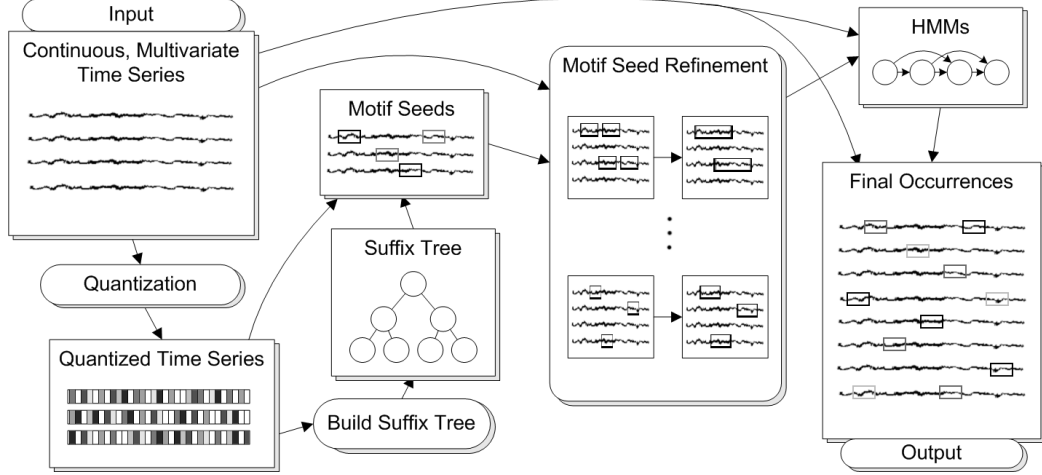 Input
Continuous, Multivariate
Time Series
Quantization
Quantized Time Series
Build Suffix Tree
Suffix Tree
Motif Seeds
Motif Seed Refinement
HMMs
Final Occurrences
Output